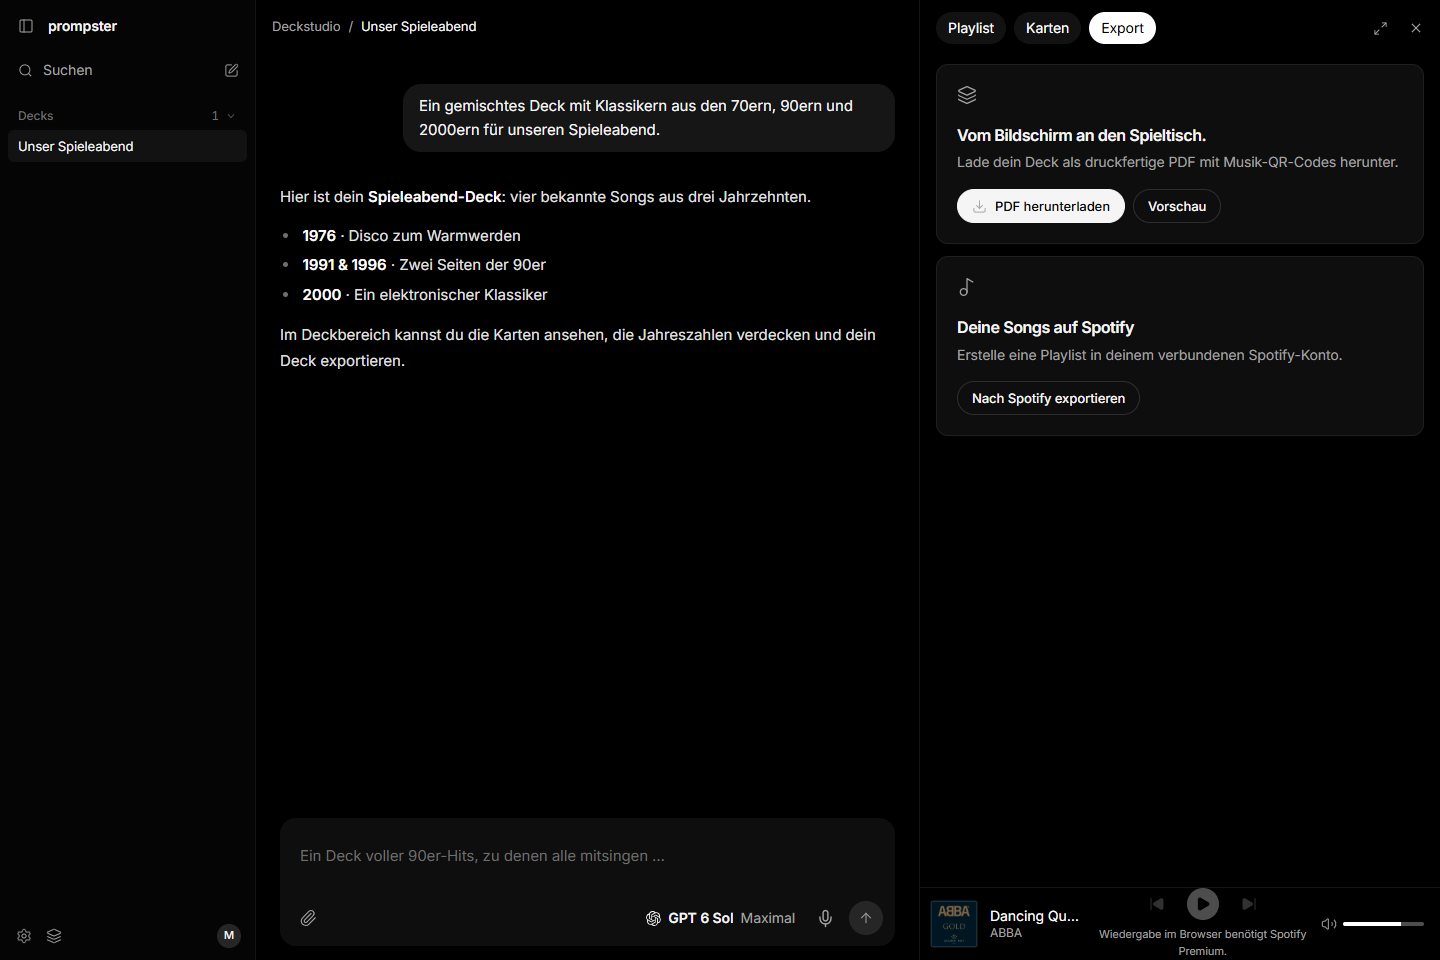 prompster
Suchen
Decks 1
Unser Spieleabend
M
Deckstudio / Unser Spieleabend
Ein gemischtes Deck mit Klassikern aus den 70ern, 90ern und
2000ern für unseren Spieleabend.
Hier ist dein Spieleabend-Deck: vier bekannte Songs aus drei Jahrzehnten.
• 1976 · Disco zum Warmwerden
• 1991 & 1996 · Zwei Seiten der 90er
• 2000 · Ein elektronischer Klassiker
Im Deckbereich kannst du die Karten ansehen, die Jahreszahlen verdecken und dein
Deck exportieren.
Ein Deck voller 90er-Hits, zu denen alle mitsingen ...
GPT 6 Sol Maximal
Playlist Karten Export
Vom Bildschirm an den Spieltisch.
Lade dein Deck als druckfertige PDF mit Musik-QR-Codes herunter.
PDF herunterladen Vorschau
Deine Songs auf Spotify
Erstelle eine Playlist in deinem verbundenen Spotify-Konto.
Nach Spotify exportieren
ABBA
GOLD
Dancing Qu...
ABBA
Wiedergabe im Browser benötigt Spotify
Premium.